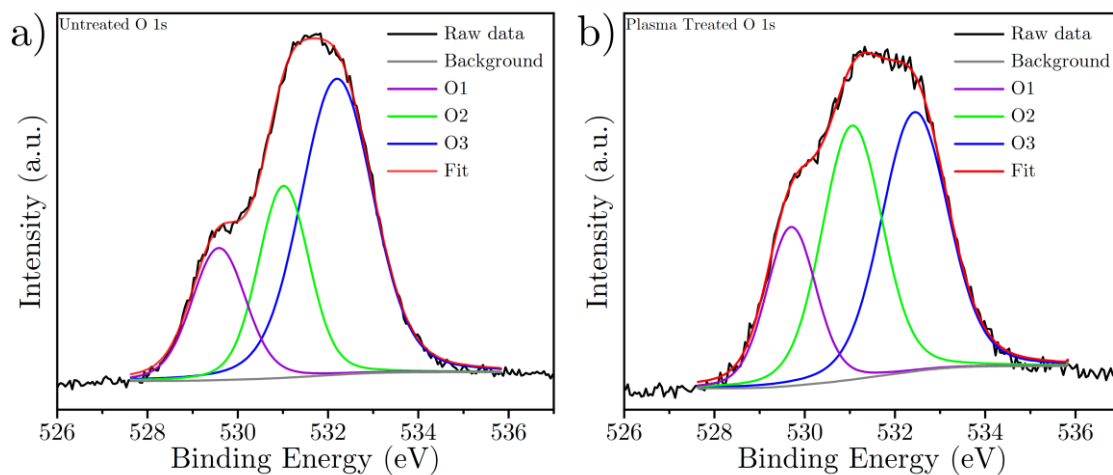 a)
Untreated O 1s
Raw data
Background
O1
O2
O3
Fit
Intensity (a.u.)
526 528 530 532 534 536
Binding Energy (eV)
b)
Plasma Treated O 1s
Raw data
Background
O1
O2
O3
Fit
Intensity (a.u.)
526 528 530 532 534 536
Binding Energy (eV)